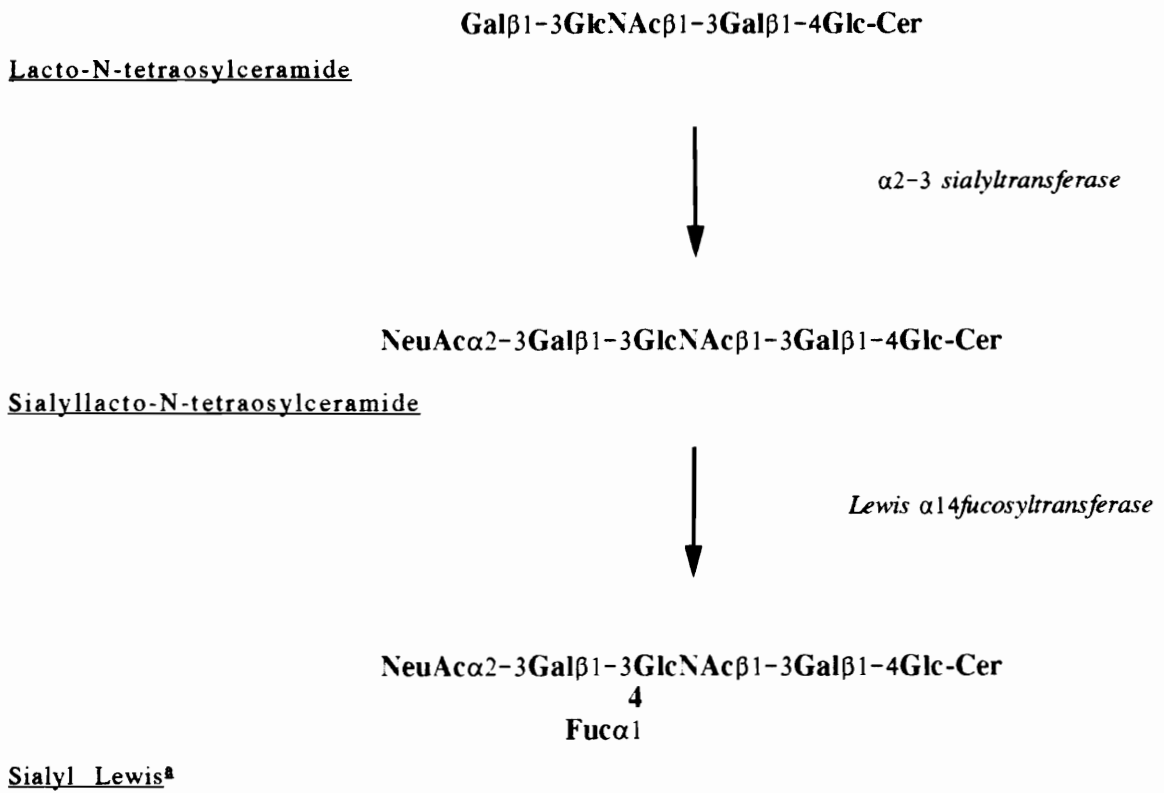 Galβ1-3GlcNAcβ1-3Galβ1-4Glc-Cer
Lacto-N-tetraosylceramide
α2-3 sialyltransferase
NeuAcα2-3Galβ1-3GlcNAcβ1-3Galβ1-4Glc-Cer
Sialyllacto-N-tetraosylceramide
Lewis α14fucosyltransferase
NeuAcα2-3Galβ1-3GlcNAcβ1-3Galβ1-4Glc-Cer
4
Fucα1
Sialyl Lewisª